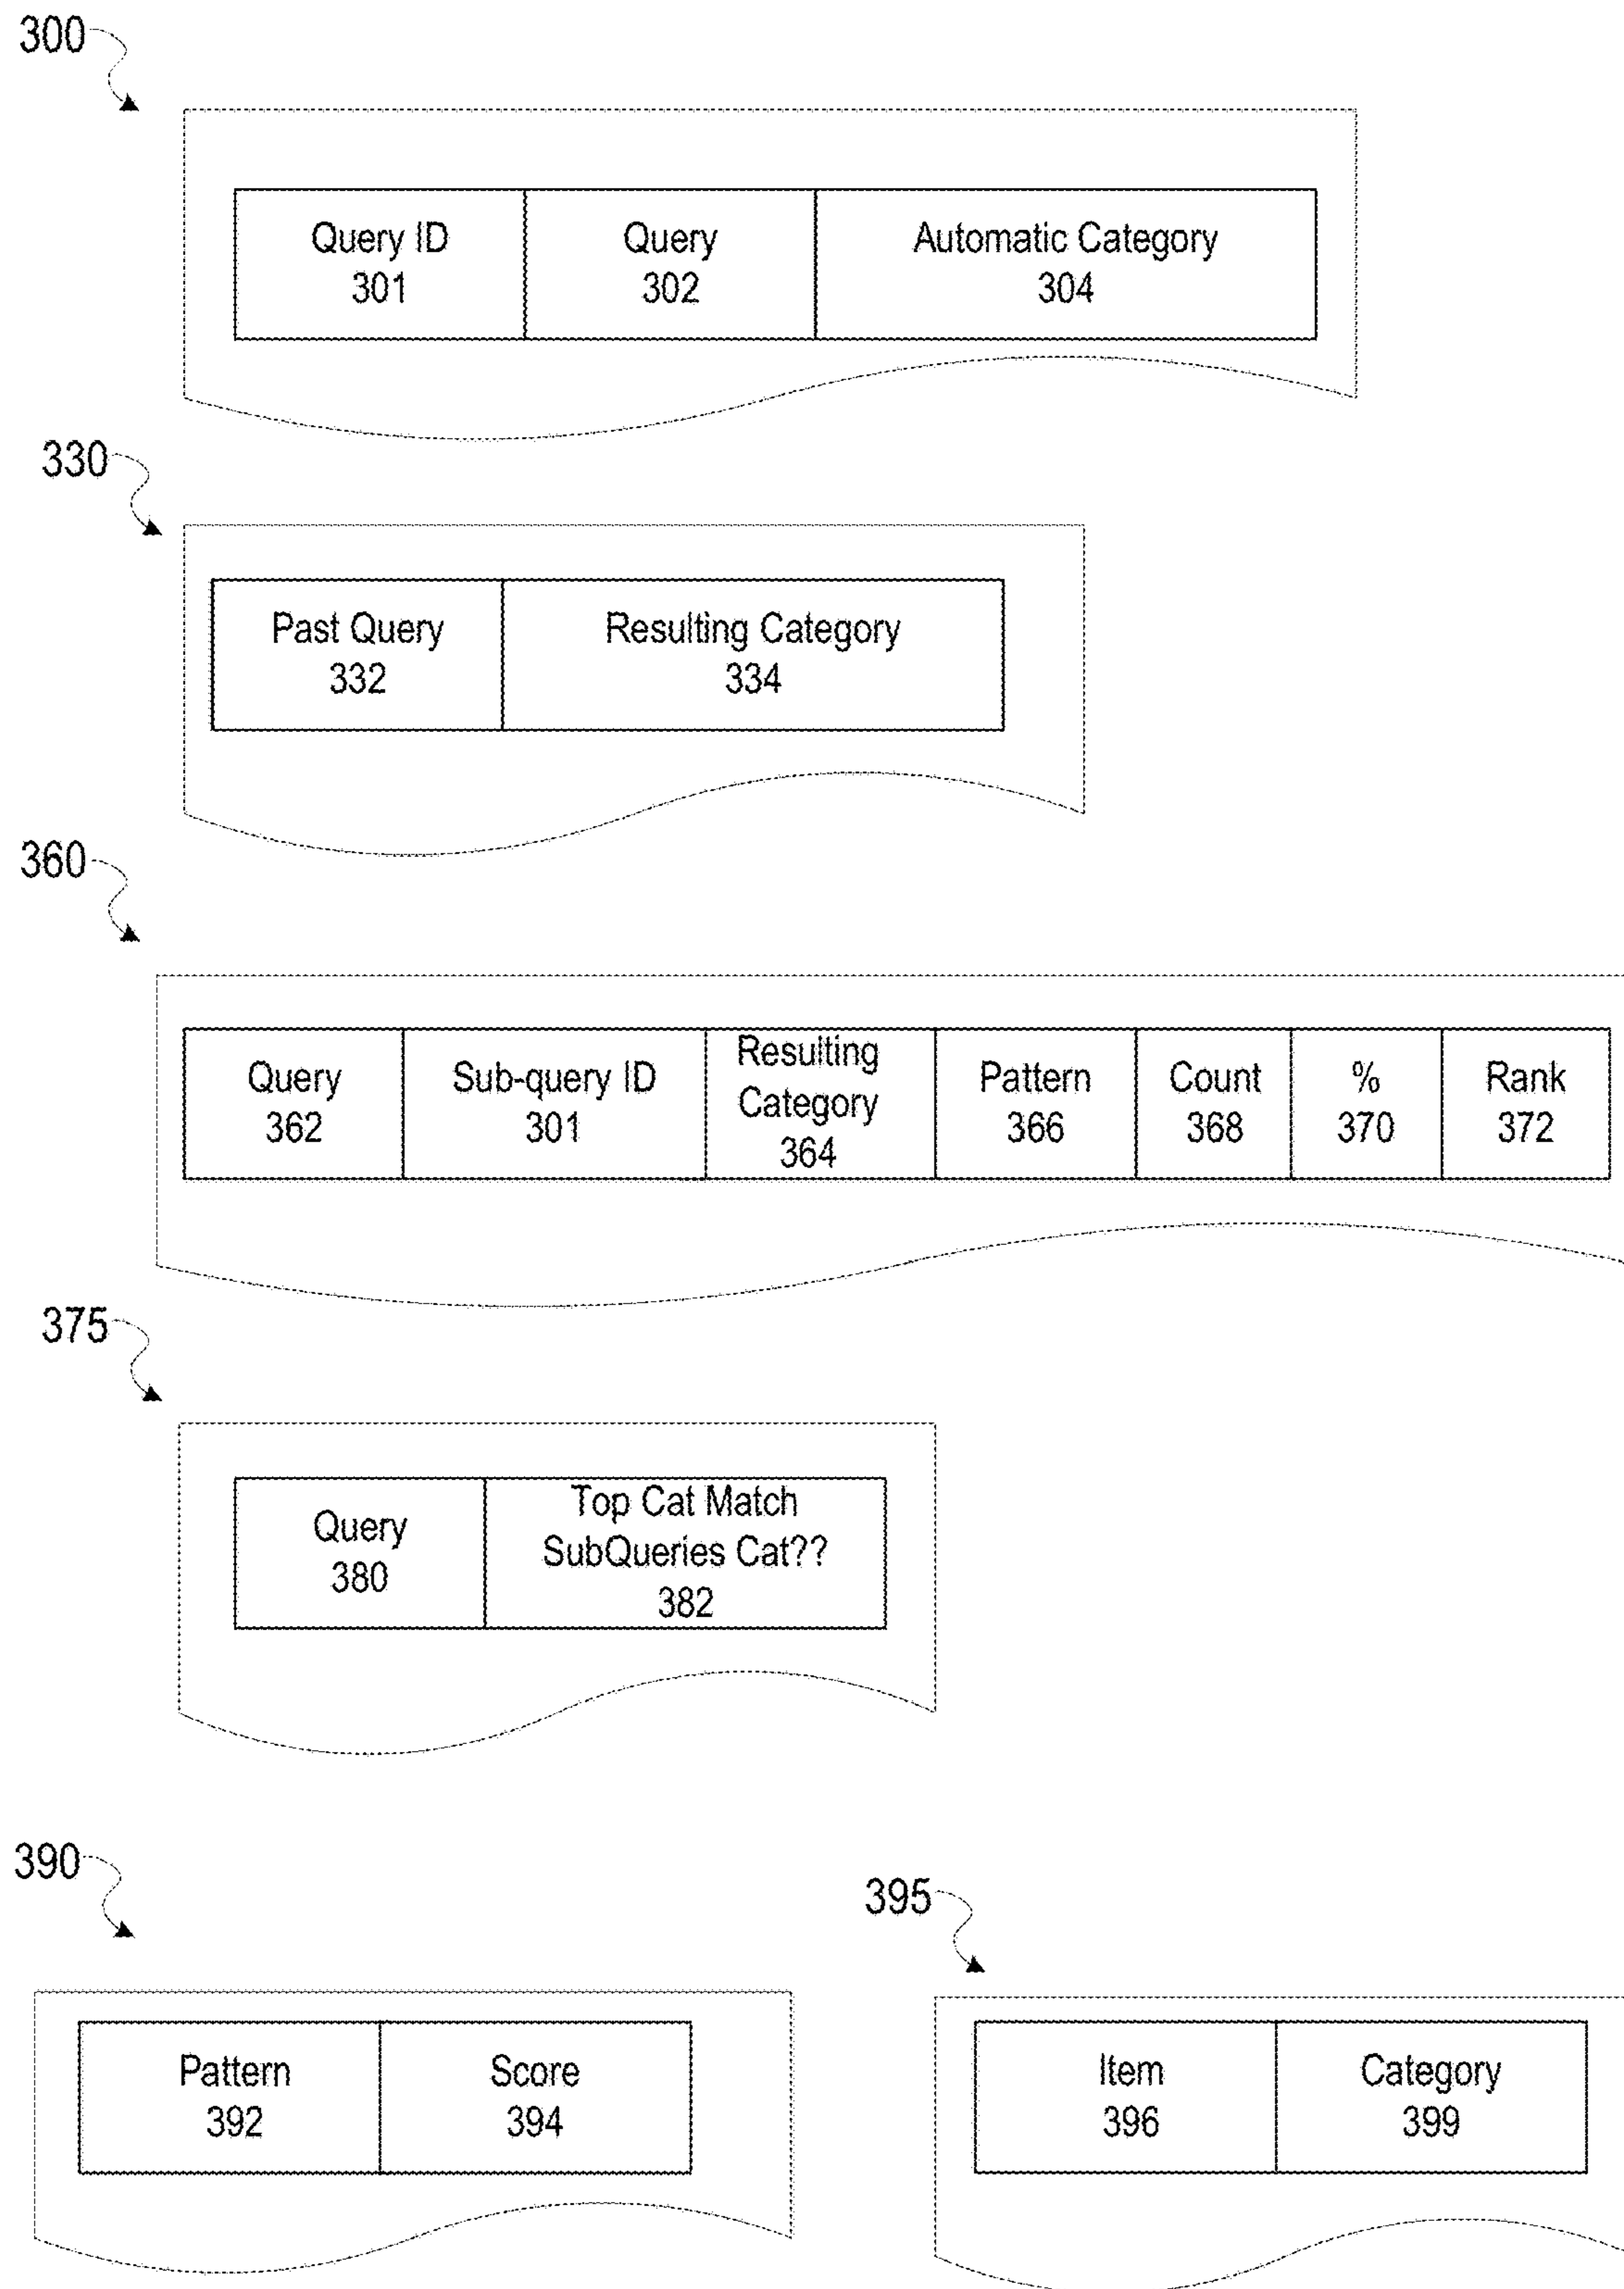 300
Query ID
301
Query
302
Automatic Category
304
330
Past Query
332
Resulting Category
334
360
Query
362
Sub-query ID
301
Resulting
Category
364
Pattern
366
Count
368
%
370
Rank
372
375
Query
380
Top Cat Match
SubQueries Cat??
382
390
Pattern
392
Score
394
395
Item
396
Category
399